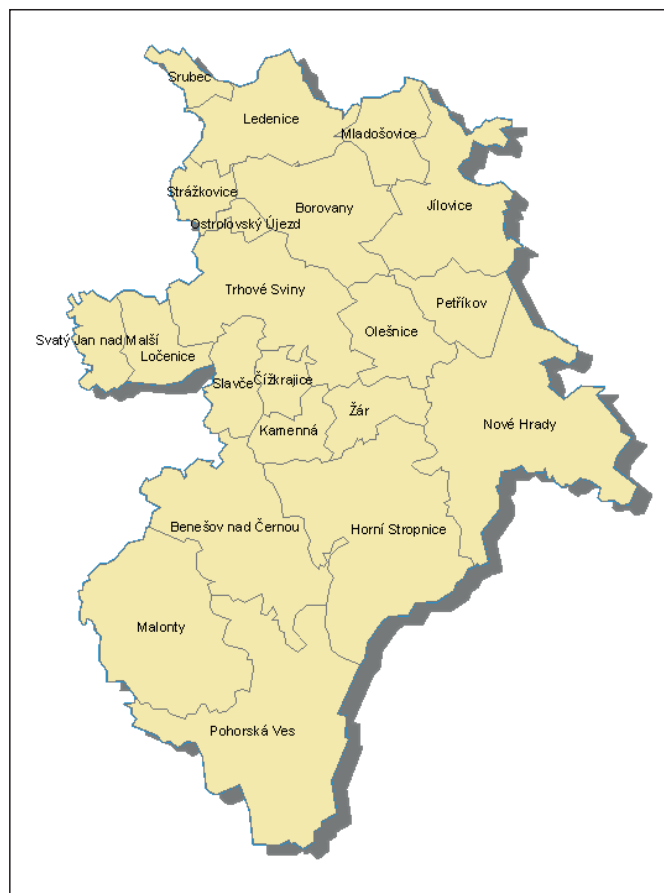 Srubec
Ledenice
Mladošovice
Strážkovice
Jílovice
Borovany
Ostrolovský Újezd
Trhové Sviny
Petříkov
Olešnice
Svatý Jan nad Malší
Ločenice
Čížkrajice
Slavče
Žár
Nové Hrady
Kamenná
Benešov nad Černou
Horní Stropnice
Malonty
Pohorská Ves